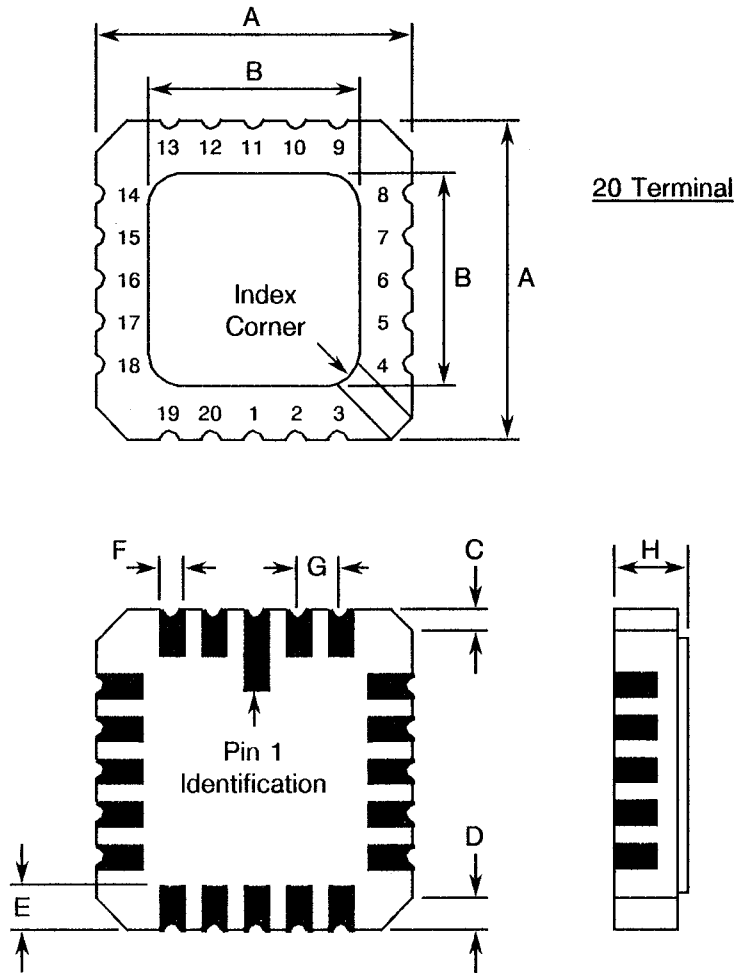 A
B
13 12 11 10 9
14
15
16
17
18
8
7
6
5
4
Index
Corner
B
A
20 Terminal
19 20 1 2 3
F
G
C
H
Pin 1
Identification
D
E